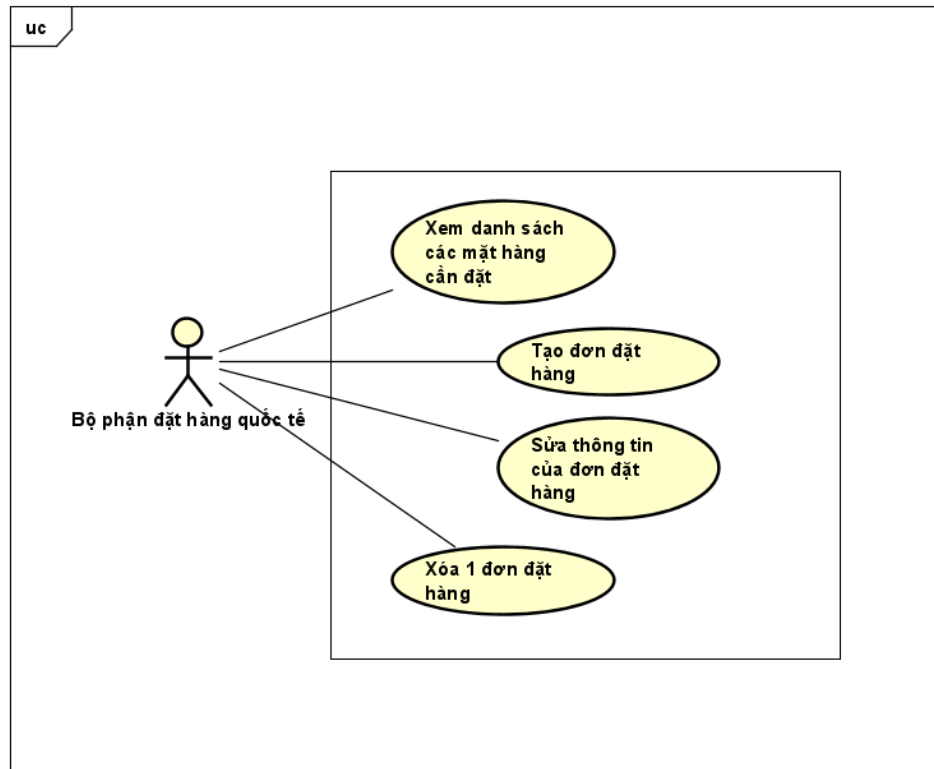 uc
Xem danh sách
các mặt hàng
cần đặt
Tạo đơn đặt
hàng
Bộ phận đặt hàng quốc tế
Sửa thông tin
của đơn đặt
hàng
Xóa 1 đơn đặt
hàng